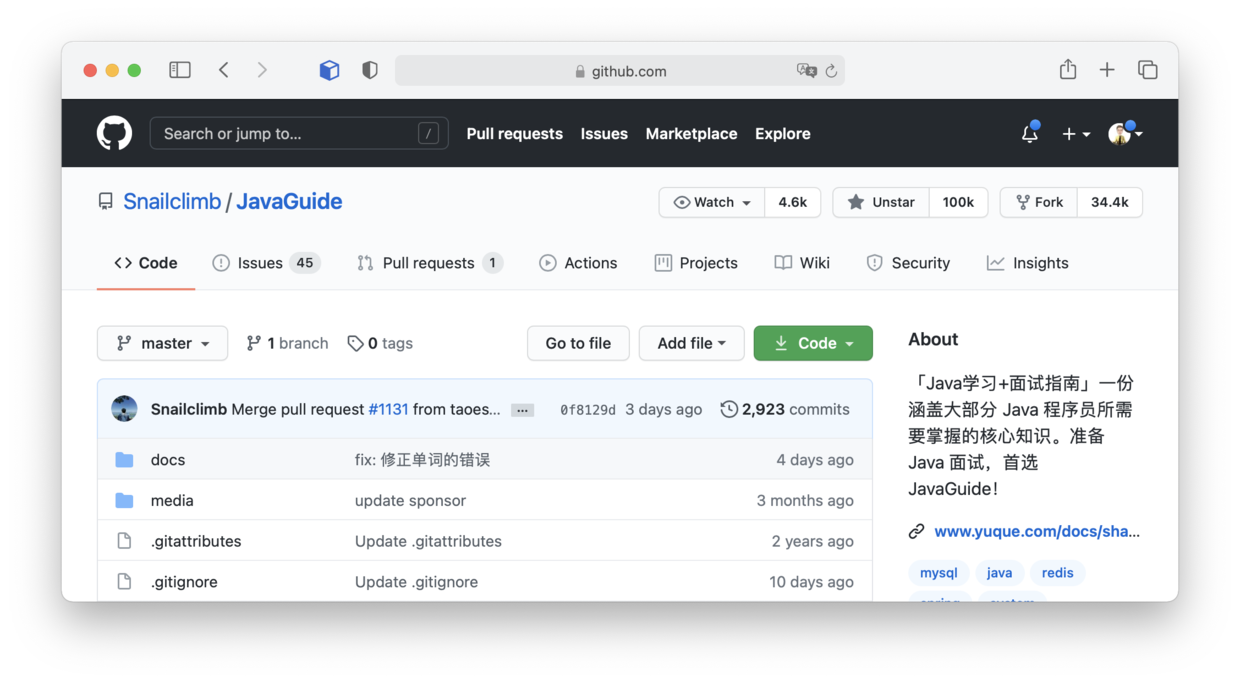 github.com
Search or jump to... / Pull requests Issues Marketplace Explore
Snailclimb / JavaGuide Watch 4.6k Unstar 100k Fork 34.4k
Code Issues 45 Pull requests 1 Actions Projects Wiki Security Insights
master 1 branch 0 tags Go to file Add file Code
Snailclimb Merge pull request #1131 from taoes... ... 0f8129d 3 days ago 2,923 commits
docs fix: 修正单词的错误 4 days ago
media update sponsor 3 months ago
.gitattributes Update .gitattributes 2 years ago
.gitignore Update .gitignore 10 days ago
About
「Java学习+面试指南」一份
涵盖大部分 Java 程序员所需
要掌握的核心知识。准备
Java 面试，首选
JavaGuide！
www.yuque.com/docs/sha...
mysql java redis
spring system